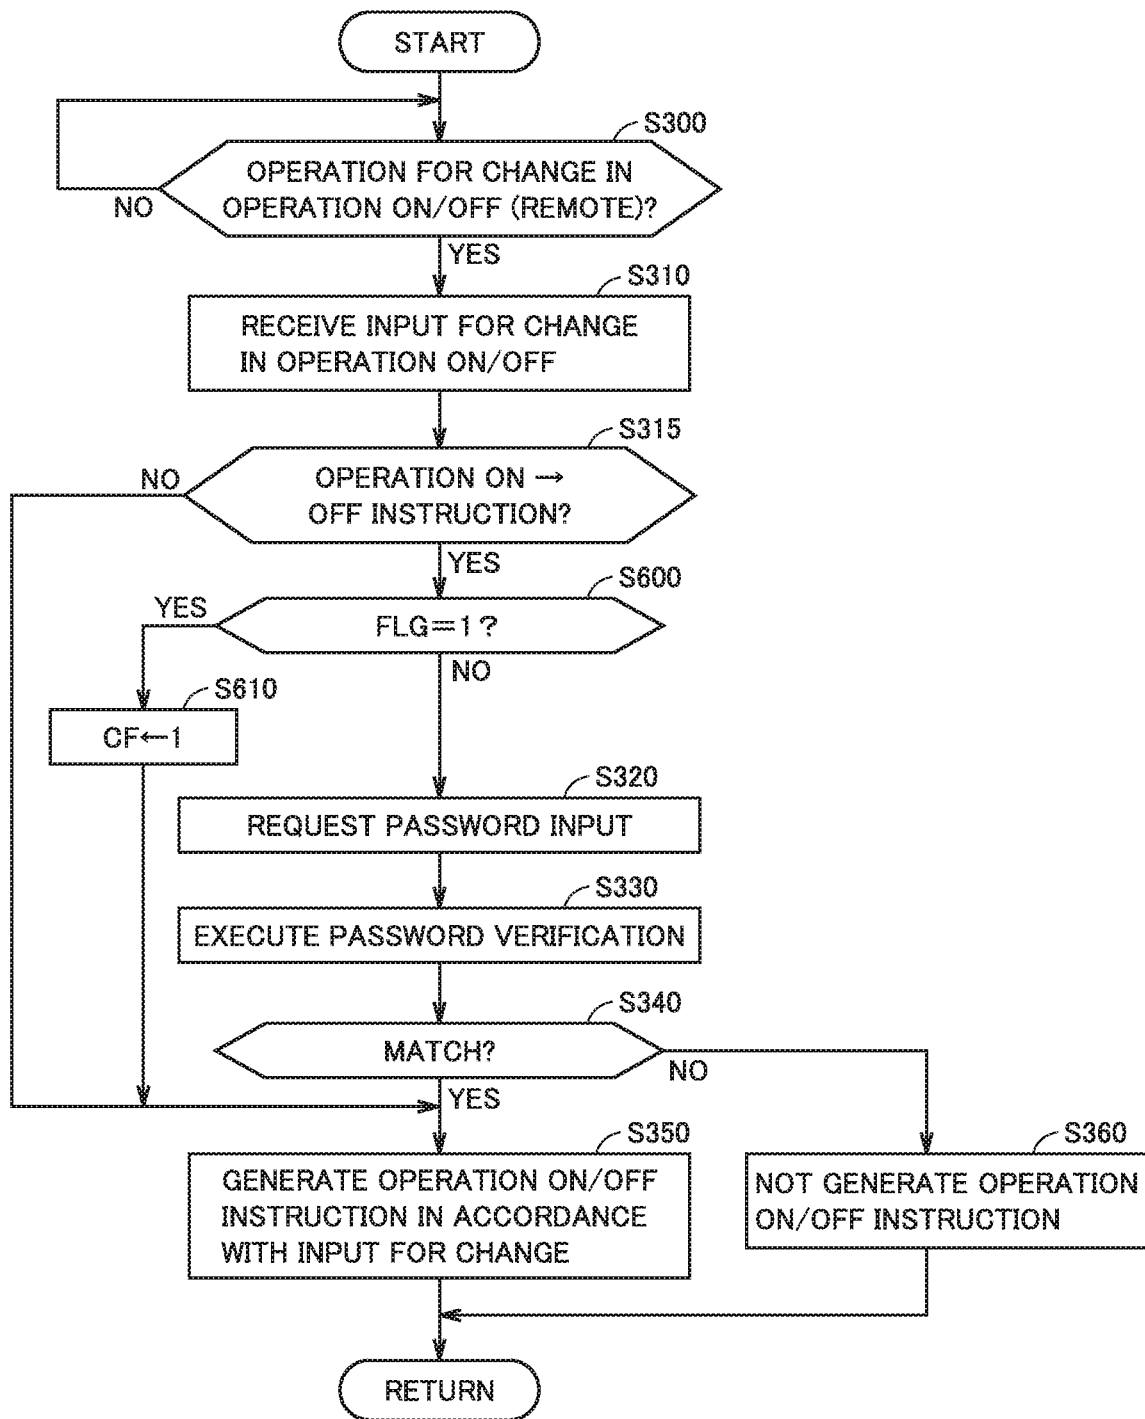 START
S300
OPERATION FOR CHANGE IN
OPERATION ON/OFF (REMOTE)?
NO
YES
S310
RECEIVE INPUT FOR CHANGE
IN OPERATION ON/OFF
S315
NO
OPERATION ON →
OFF INSTRUCTION?
YES
S600
YES
FLG=1?
NO
S610
CF←1
S320
REQUEST PASSWORD INPUT
S330
EXECUTE PASSWORD VERIFICATION
S340
MATCH?
NO
YES
S350
GENERATE OPERATION ON/OFF
INSTRUCTION IN ACCORDANCE
WITH INPUT FOR CHANGE
S360
NOT GENERATE OPERATION
ON/OFF INSTRUCTION
RETURN